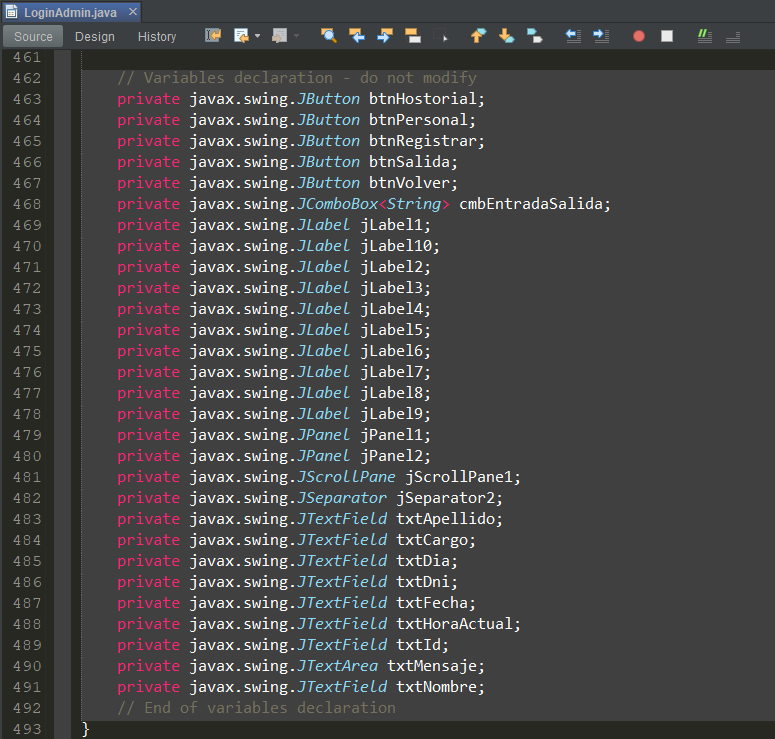 LoginAdmin.java
Source Design History
461
462 // Variables declaration - do not modify
463 private javax.swing.JButton btnHostorial;
464 private javax.swing.JButton btnPersonal;
465 private javax.swing.JButton btnRegistrar;
466 private javax.swing.JButton btnSalida;
467 private javax.swing.JButton btnVolver;
468 private javax.swing.JComboBox<String> cmbEntradaSalida;
469 private javax.swing.JLabel jLabel1;
470 private javax.swing.JLabel jLabel10;
471 private javax.swing.JLabel jLabel2;
472 private javax.swing.JLabel jLabel3;
473 private javax.swing.JLabel jLabel4;
474 private javax.swing.JLabel jLabel5;
475 private javax.swing.JLabel jLabel6;
476 private javax.swing.JLabel jLabel7;
477 private javax.swing.JLabel jLabel8;
478 private javax.swing.JLabel jLabel9;
479 private javax.swing.JPanel jPanel1;
480 private javax.swing.JPanel jPanel2;
481 private javax.swing.JScrollPane jScrollPane1;
482 private javax.swing.JSeparator jSeparator2;
483 private javax.swing.JTextField txtApellido;
484 private javax.swing.JTextField txtCargo;
485 private javax.swing.JTextField txtDia;
486 private javax.swing.JTextField txtDni;
487 private javax.swing.JTextField txtFecha;
488 private javax.swing.JTextField txtHoraActual;
489 private javax.swing.JTextField txtId;
490 private javax.swing.JTextArea txtMensaje;
491 private javax.swing.JTextField txtNombre;
492 // End of variables declaration
493 }